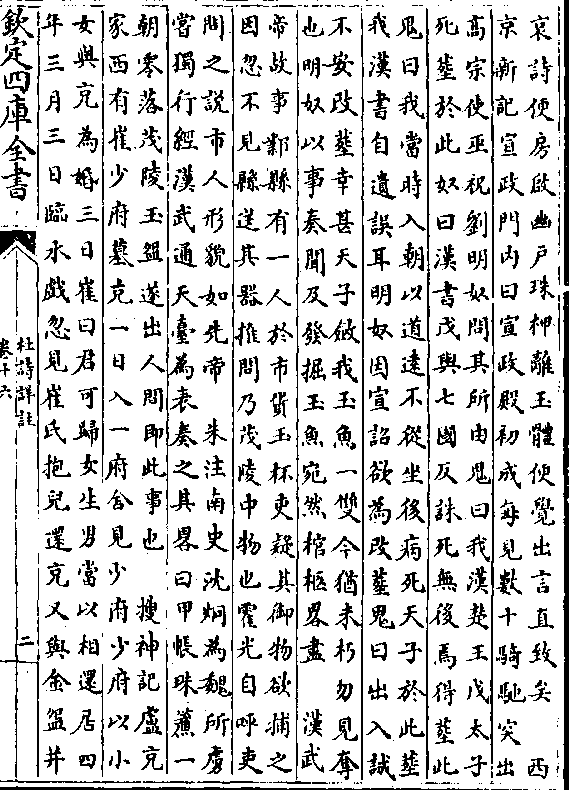 哀詩便房啟幽戶珠柙離玉體便覺出言直致矣　西
京新記宣政門內曰宣政殿初成每見數十騎馳突出
高宗使巫祝劉明奴問其所由鬼曰我漢楚王戊太子
死葬於此奴曰漢書戊與七國反誅死無後焉得葬此
鬼曰我當時入朝以道遠不從坐後病死天子於此葬
我漢書自遺誤耳明奴因宣詔欲為改葬鬼曰出入誠
不安改葬幸甚天子斂我玉魚一雙今猶未朽勿見奪
也明奴以事奏聞及發掘玉魚宛然棺柩畧盡　漢武
帝故事鄠縣有一人於市貨玉杯吏疑其御物欲捕之
因忽不見縣送其器推問乃茂陵中物也霍光自呼吏
問之說市人形貌如先帝　朱注南史沈炯為魏所虜
嘗獨行經漢武通天臺為表奏之其畧曰甲帳珠簾一
朝零落茂陵玉盌遂出人間即此事也　搜神記盧充
家西有崔少府墓充一日入一府舍見少府少府以小
女與充為婚三日崔曰君可歸女生男當以相還居四
年三月三日臨水戲忽見崔氏抱兒還充又與金盌并
欽定四庫全書
杜詩詳註
卷十六
二